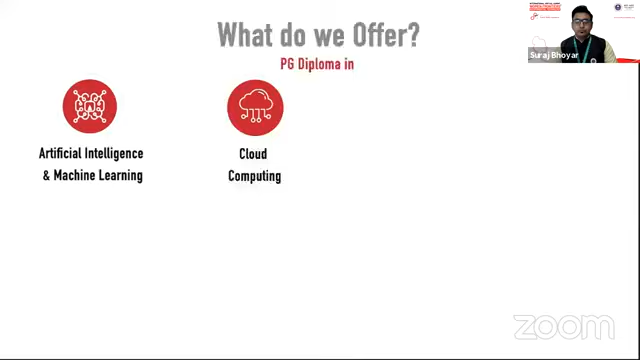 What do we Offer?
PG Diploma in
Artificial Intelligence
& Machine Learning
Cloud
Computing
Suraj Bhoyar
zoom